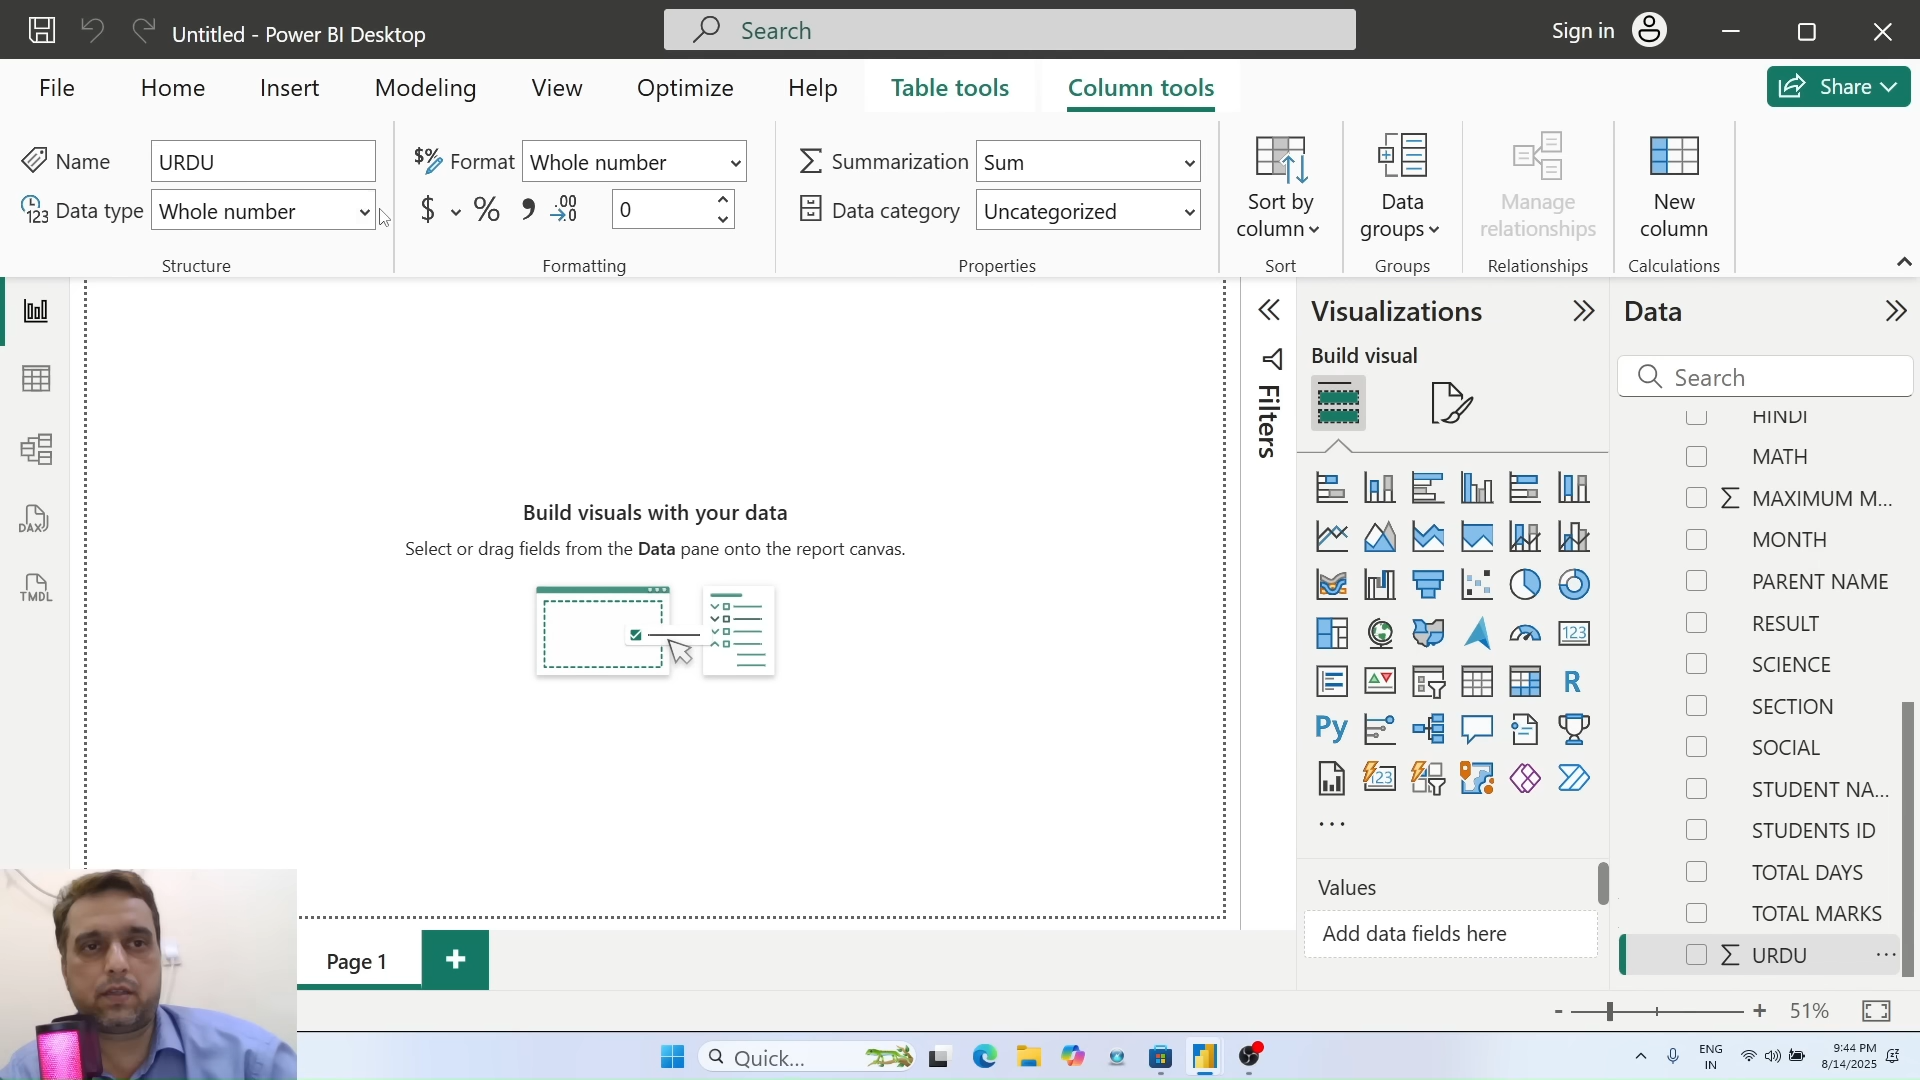 Untitled - Power BI Desktop
Search
Sign in
File
Home
Insert
Modeling
View
Optimize
Help
Table tools
Column tools
Share
Name
URDU
Format
Whole number
Summarization
Sum
Data type
Whole number
$
%
0
Data category
Uncategorized
Sort by
column
Data
groups
Manage
relationships
New
column
Structure
Formatting
Properties
Sort
Groups
Relationships
Calculations
DAX
TMDL
Build visuals with your data
Select or drag fields from the Data pane onto the report canvas.
Filters
Visualizations
Build visual
123
R
Py
123
...
Values
Add data fields here
Data
Search
HINDI
MATH
MAXIMUM M...
MONTH
PARENT NAME
RESULT
SCIENCE
SECTION
SOCIAL
STUDENT NA...
STUDENTS ID
TOTAL DAYS
TOTAL MARKS
URDU
Page 1
+
- + 51%
Quick...
ENG
IN
9:44 PM
8/14/2025